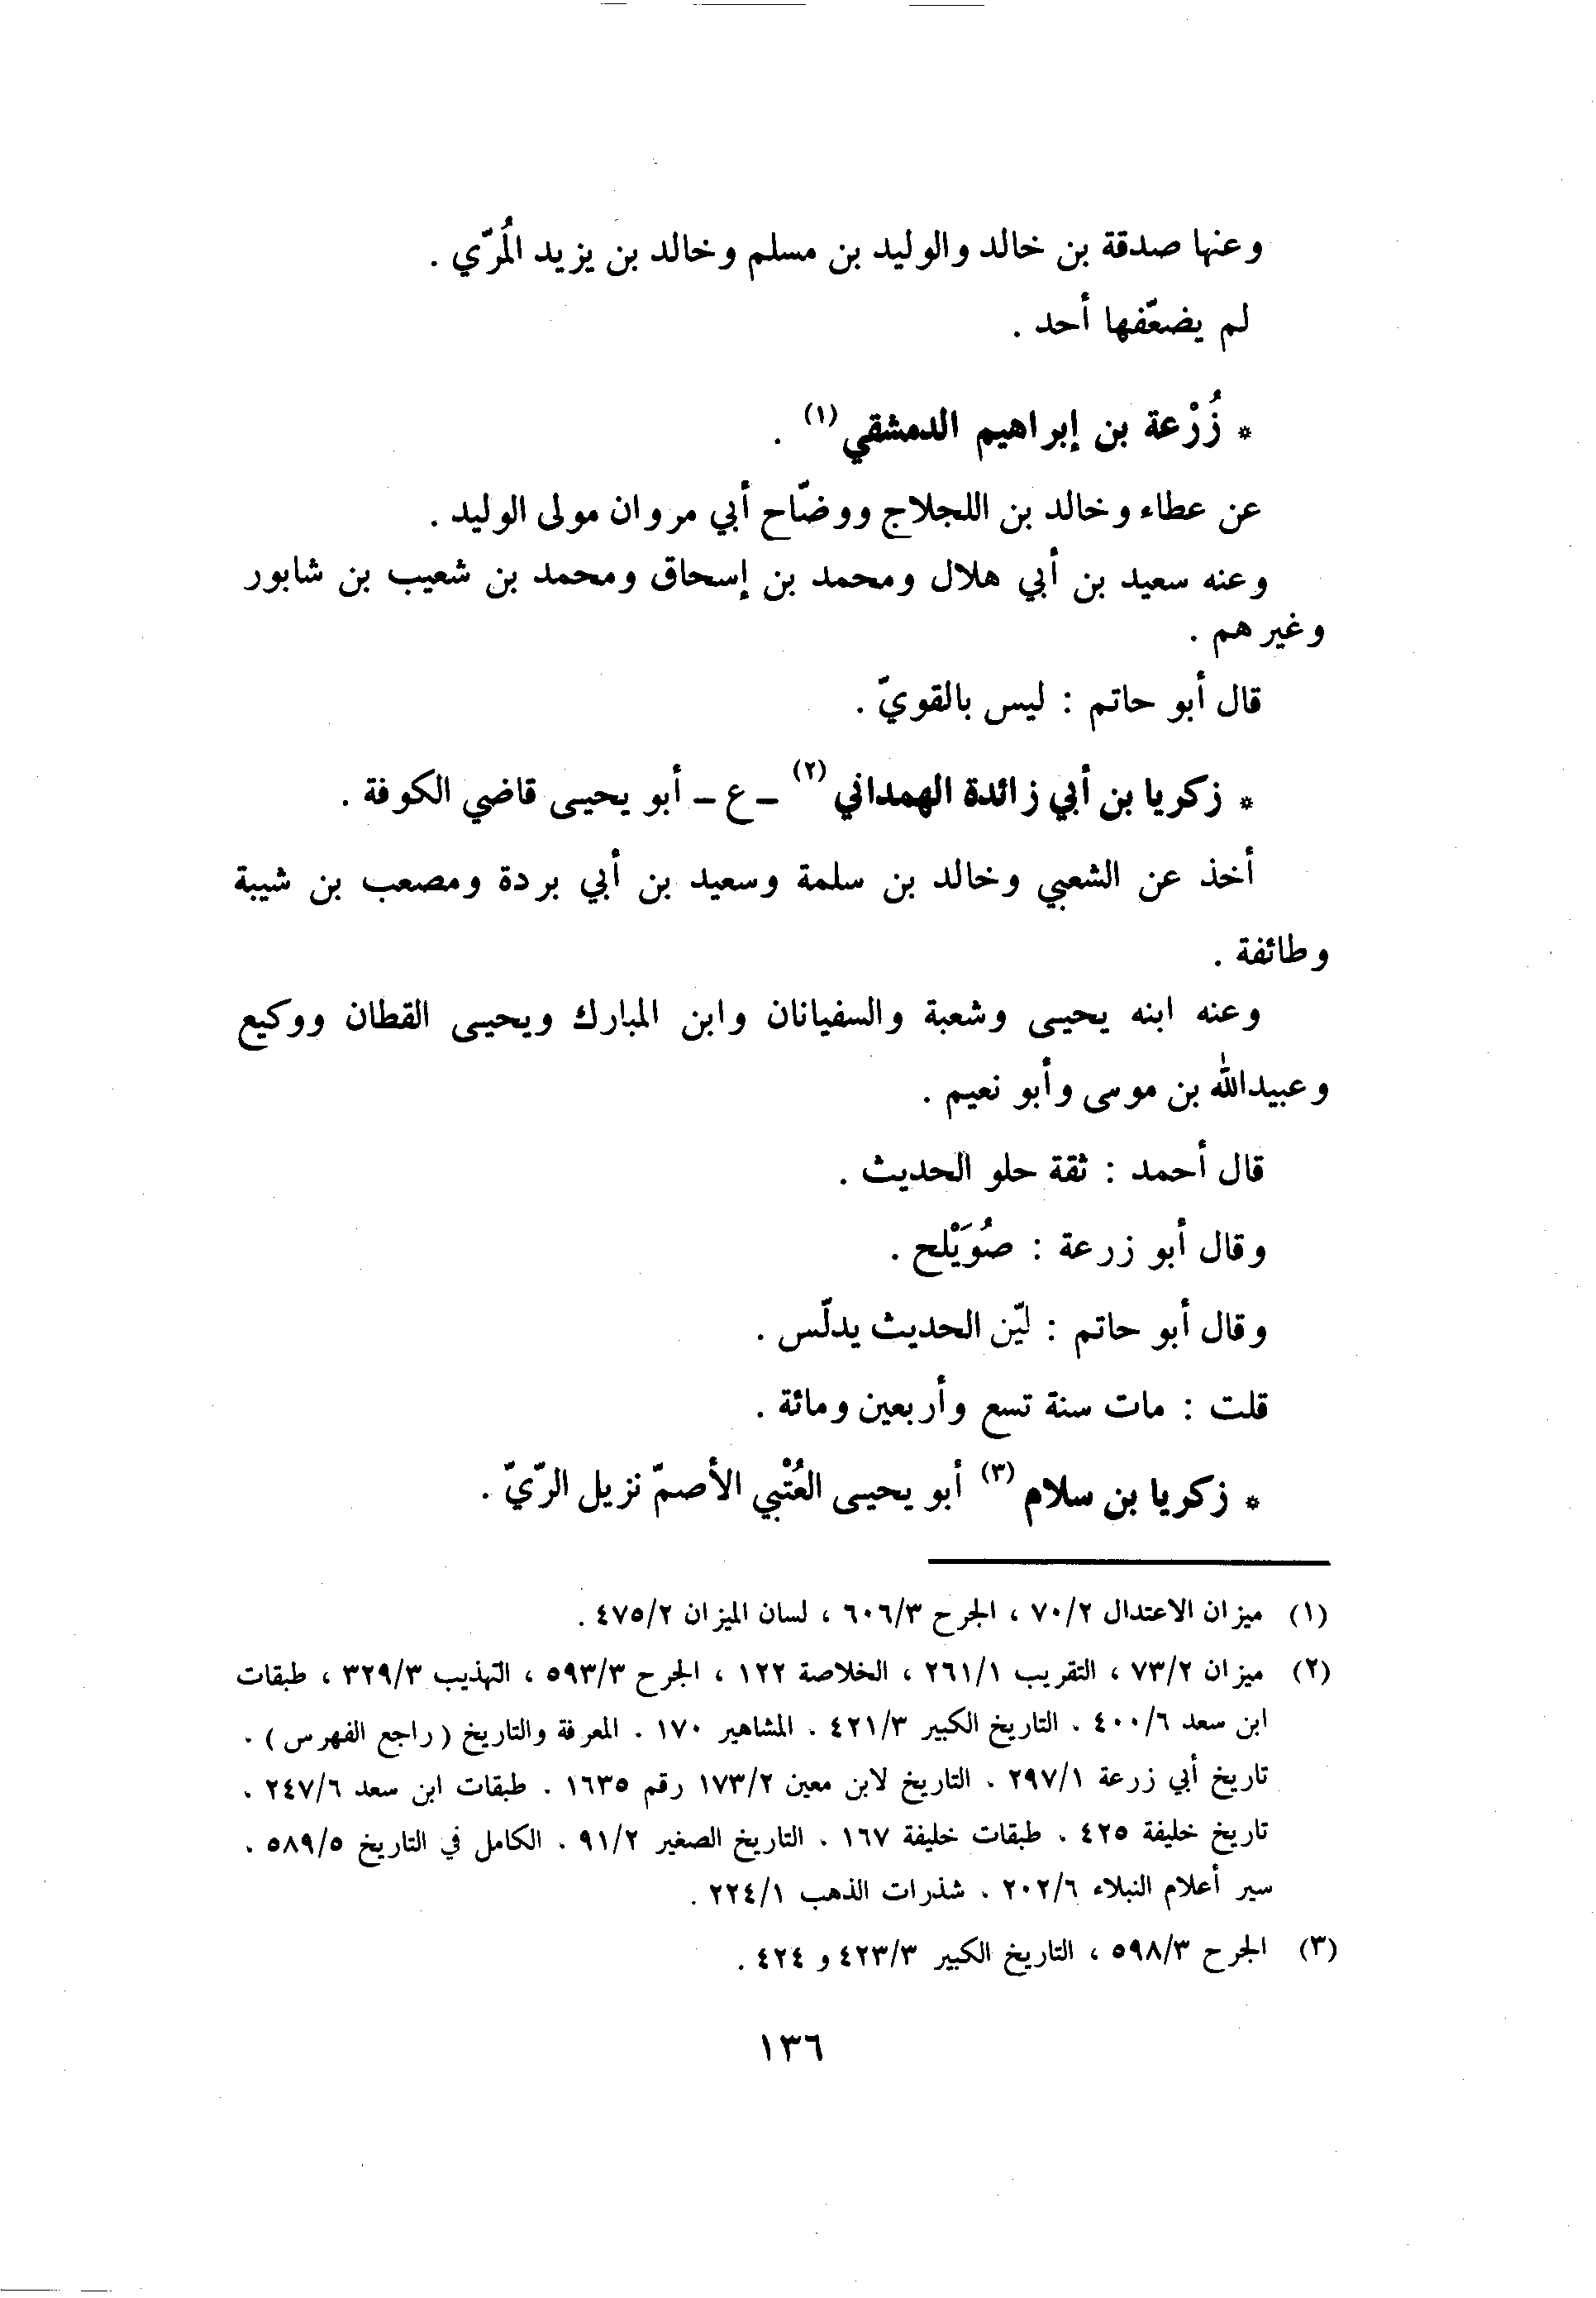 وعنها صدقة بن خالد والوليد بن مسلم وخالد بن يزيد المُرّي .
لم يضعّفها أحد .
* زُرْعة بن إبراهيم الدمشقي (١) .
عن عطاء وخالد بن اللجلاج ووضّاح أبي مروان مولى الوليد .
وعنه سعيد بن أبي هلال ومحمد بن إسحاق ومحمد بن شعيب بن شابور
وغيرهم .
قال أبو حاتم : ليس بالقويّ .
* زكريا بن أبي زائدة الهمداني (٢) ـ ع ـ أبو يحيى قاضي الكوفة .
أخذ عن الشعبي وخالد بن سلمة وسعيد بن أبي بردة ومصعب بن شيبة
وطائفة .
وعنه ابنه يحيى وشعبة والسفيانان وابن المبارك ويحيى القطان ووكيع
وعبيدالله بن موسى وأبو نعيم .
قال أحمد : ثقة حلو الحديث .
وقال أبو زرعة : صُوَيْلح .
وقال أبو حاتم : ليّن الحديث يدلّس .
قلت : مات سنة تسع وأربعين ومائة .
* زكريا بن سلام (٣) أبو يحيى العُتْبي الأصمّ نزيل الرّيّ .
(١) ميزان الاعتدال ٧٠/٢ ، الجرح ٦٠٦/٣ ، لسان الميزان ٤٧٥/٢ .
(٢) ميزان ٧٣/٢ ، التقريب ٢٦١/١ ، الخلاصة ١٢٢ ، الجرح ٥٩٣/٣ ، التهذيب ٣٢٩/٣ ، طبقات
ابن سعد ٤٠٠/٦ . التاريخ الكبير ٤٢١/٣ . المشاهير ١٧٠ . المعرفة والتاريخ ( راجع الفهرس ) .
تاريخ أبي زرعة ٢٩٧/١ . التاريخ لابن معين ١٧٣/٢ رقم ١٦٣٥ . طبقات ابن سعد ٢٤٧/٦ .
تاريخ خليفة ٤٢٥ . طبقات خليفة ١٦٧ . التاريخ الصغير ٩١/٢ . الكامل في التاريخ ٥٨٩/٥ .
سير أعلام النبلاء ٢٠٢/٦ . شذرات الذهب ٢٢٤/١ .
(٣) الجرح ٥٩٨/٣ ، التاريخ الكبير ٤٢٣/٣ و ٤٢٤ .
١٣٦